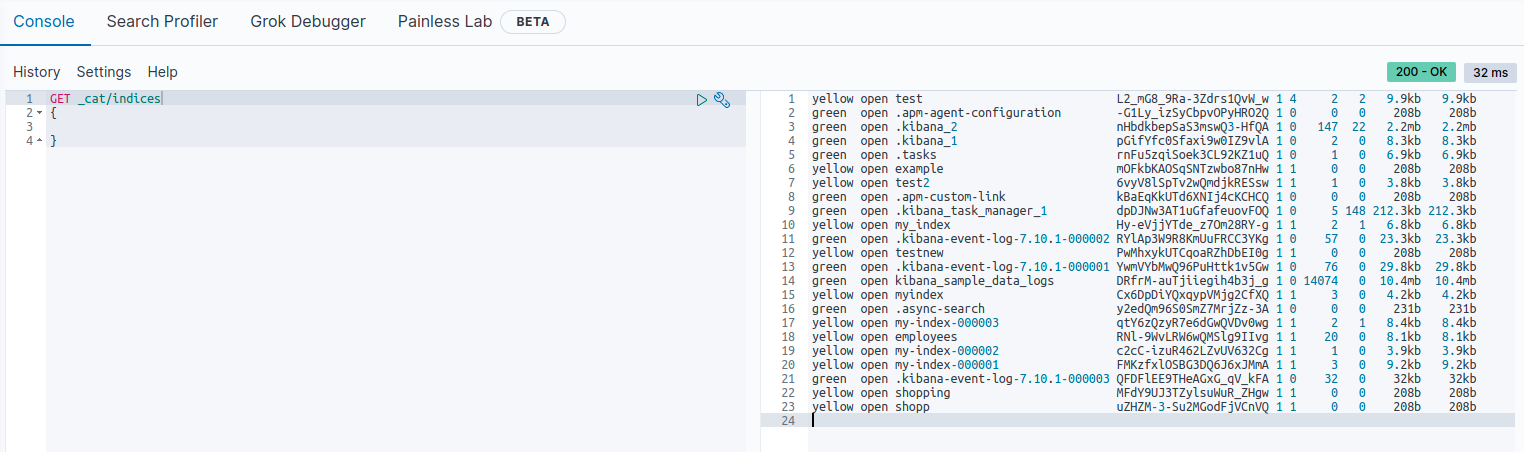 Console Search Profiler Grok Debugger Painless Lab BETA
History Settings Help 200 - OK 32 ms
1 GET _cat/indices
2 {
3
4 }
1 yellow open test L2_mG8_9Ra-3Zdrs1QvW_w 1 4 2 2 9.9kb 9.9kb
2 green open .apm-agent-configuration -G1Ly_izSyCbpvOPyHRO2Q 1 0 0 0 208b 208b
3 green open .kibana_2 nHbdkbepSaS3mswQ3-HfQA 1 0 147 22 2.2mb 2.2mb
4 green open .kibana_1 pGifYfc0Sfaxi9w0IZ9vlA 1 0 2 0 8.3kb 8.3kb
5 green open .tasks rnFu5zqiSoek3CL92KZ1uQ 1 0 1 0 6.9kb 6.9kb
6 yellow open example mOFkbKAOSqSNTzwbo87nHw 1 1 0 0 208b 208b
7 yellow open test2 6vyV8lSpTv2wQmdjkRESsw 1 1 1 0 3.8kb 3.8kb
8 green open .apm-custom-link kBaEqKkUTd6XNIj4cKCHCQ 1 0 0 0 208b 208b
9 green open .kibana_task_manager_1 dpDJNw3AT1uGfafeuovFOQ 1 0 5 148 212.3kb 212.3kb
10 yellow open my_index Hy-eVjjYTde_z7Om28RY-g 1 1 2 1 6.8kb 6.8kb
11 green open .kibana-event-log-7.10.1-000002 RYlAp3W9R8KmUuFRCC3YKg 1 0 57 0 23.3kb 23.3kb
12 yellow open testnew PwMhxykUTCqoaRZhDbEI0g 1 1 0 0 208b 208b
13 green open .kibana-event-log-7.10.1-000001 YwmVYbMwQ96PuHttk1v5Gw 1 0 76 0 29.8kb 29.8kb
14 green open kibana_sample_data_logs DRfrM-auTjiiegih4b3j_g 1 0 14074 0 10.4mb 10.4mb
15 yellow open myindex Cx6DpDiYQxqypVMjg2CfXQ 1 1 3 0 4.2kb 4.2kb
16 green open .async-search y2edQm96S0SmZ7MrjZz-3A 1 0 0 0 231b 231b
17 yellow open my-index-000003 qtY6zQzyR7e6dGwQVDv0wg 1 1 2 1 8.4kb 8.4kb
18 yellow open employees RNl-9WvLRW6wQMSlg9IIvg 1 1 20 0 8.1kb 8.1kb
19 yellow open my-index-000002 c2cC-izuR462LZvUV632Cg 1 1 1 0 3.9kb 3.9kb
20 yellow open my-index-000001 FMKzfxlOSBG3DQ6J6xJMmA 1 1 3 0 9.2kb 9.2kb
21 green open .kibana-event-log-7.10.1-000003 QFDFlEE9THeAGxG_qV_kFA 1 0 32 0 32kb 32kb
22 yellow open shopping MFdY9UJ3TZylsuWuR_ZHgw 1 1 0 0 208b 208b
23 yellow open shopp uZHZM-3-Su2MGodFjVCnVQ 1 1 0 0 208b 208b
24